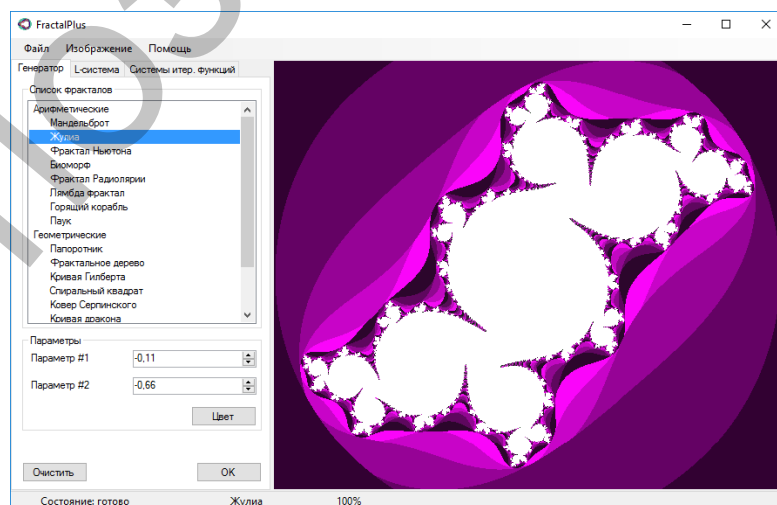 FractalPlus
Файл Изображение Помощь
Генератор L-система Системы итер. функций
Список фракталов
Арифметические
Мандельброт
Жулиа
Фрактал Ньютона
Биоморф
Фрактал Радиолярии
Лямбда фрактал
Горящий корабль
Паук
Геометрические
Папоротник
Фрактальное дерево
Кривая Гилберта
Спиральный квадрат
Ковер Серпинского
Кривая дракона
Параметры
Параметр #1 -0,11
Параметр #2 -0,66
Цвет
Очистить OK
Состояние: готово Жулиа 100%